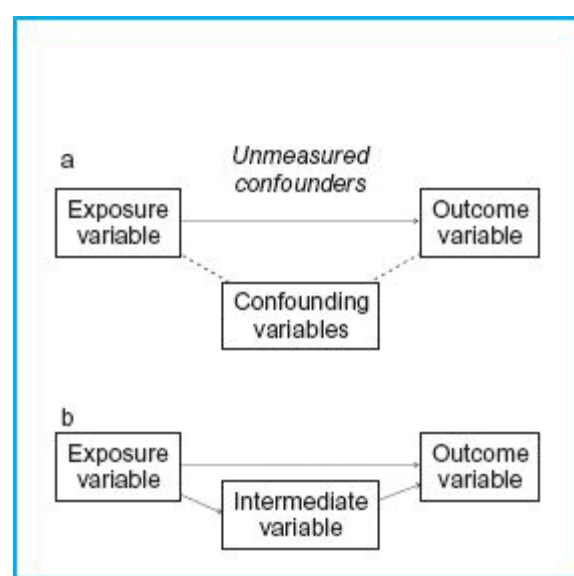 a
Unmeasured
confounders
Exposure
variable
Outcome
variable
Confounding
variables
b
Exposure
variable
Outcome
variable
Intermediate
variable